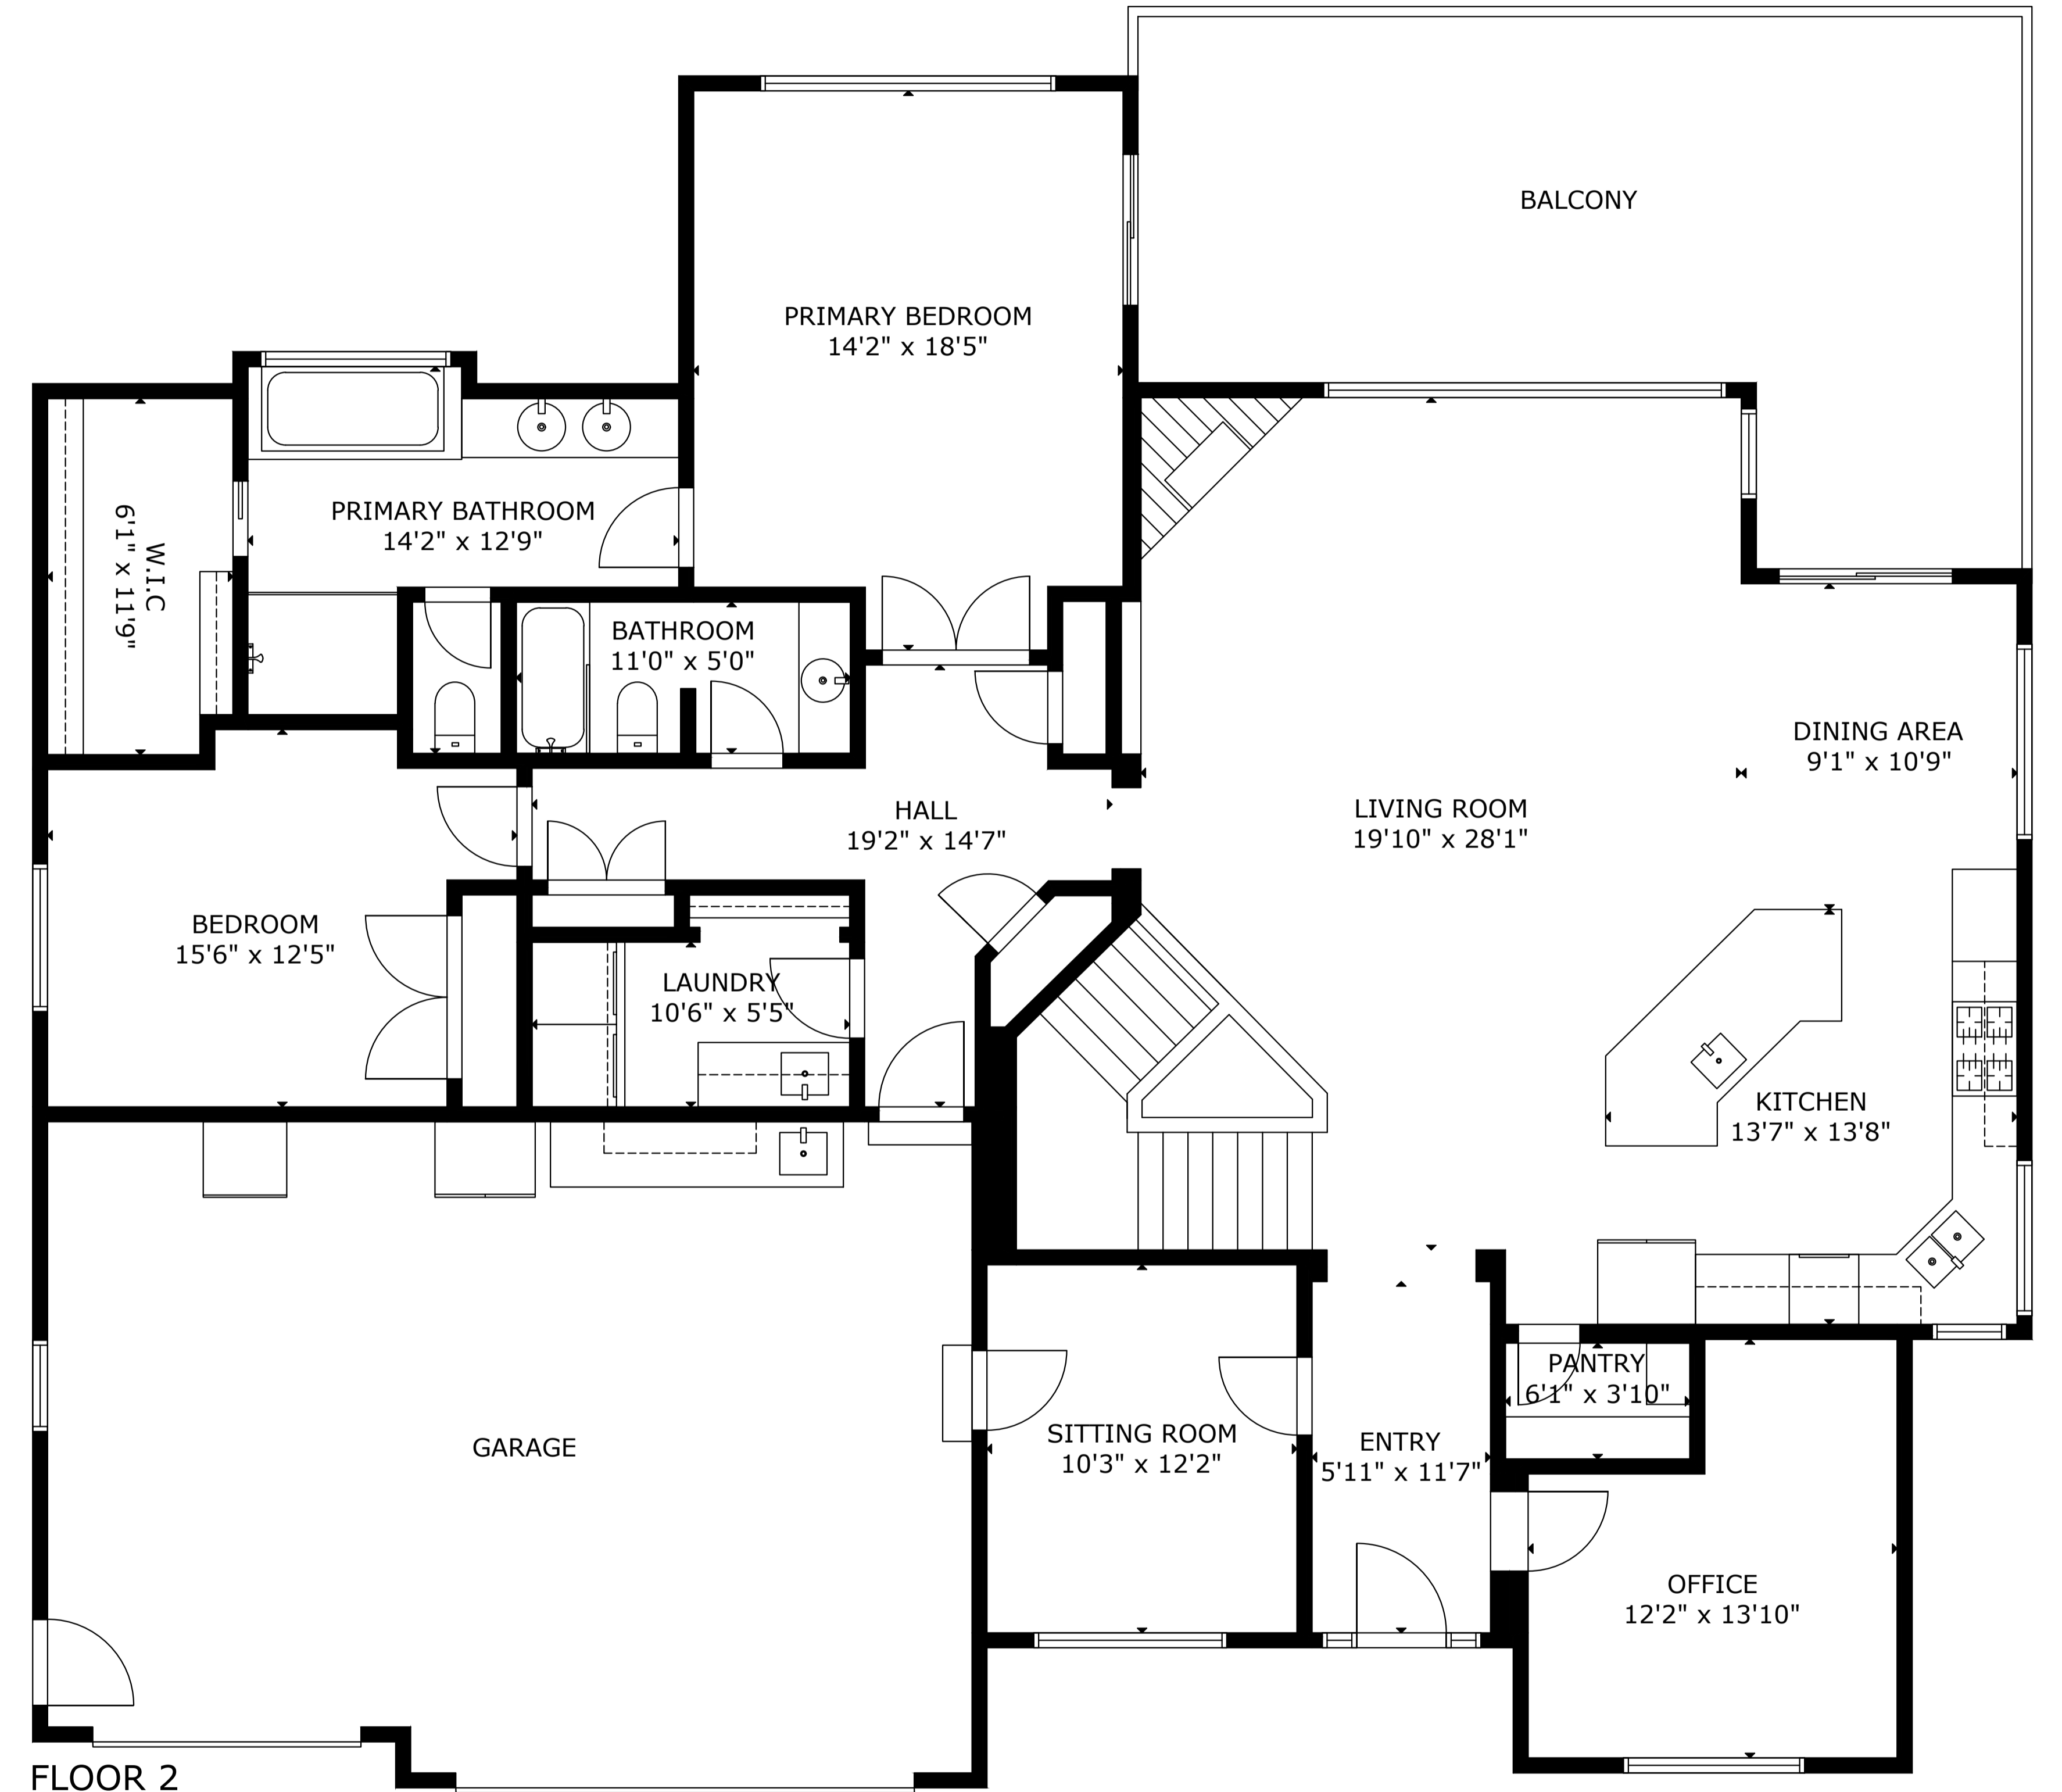 BALCONY
PRIMARY BEDROOM
14'2" x 18'5"
PRIMARY BATHROOM
14'2" x 12'9"
W.I.C
6'1" x 11'9"
BATHROOM
11'0" x 5'0"
DINING AREA
9'1" x 10'9"
HALL
19'2" x 14'7"
LIVING ROOM
19'10" x 28'1"
BEDROOM
15'6" x 12'5"
LAUNDRY
10'6" x 5'5"
KITCHEN
13'7" x 13'8"
PANTRY
6'1" x 3'10"
GARAGE
SITTING ROOM
10'3" x 12'2"
ENTRY
5'11" x 11'7"
OFFICE
12'2" x 13'10"
FLOOR 2